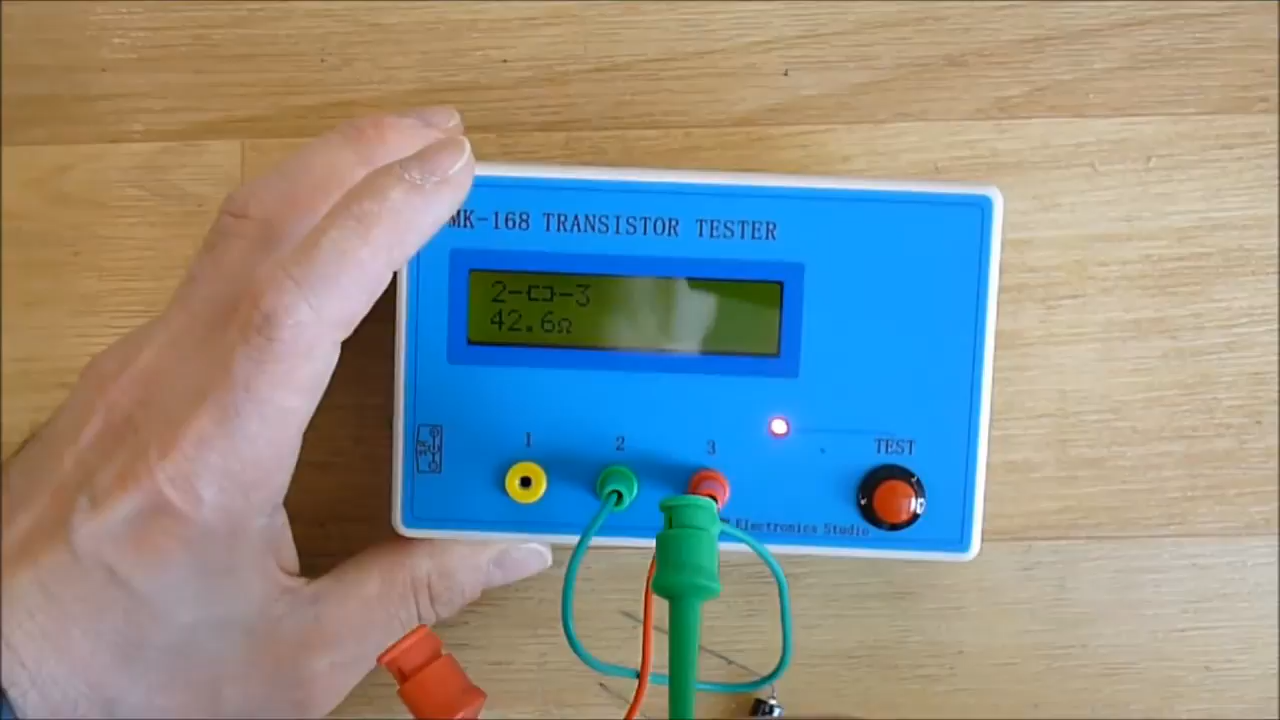 MK-168 TRANSISTOR TESTER
2-[ ]-3
42.6Ω
1 2 3 TEST
Electronics Studio